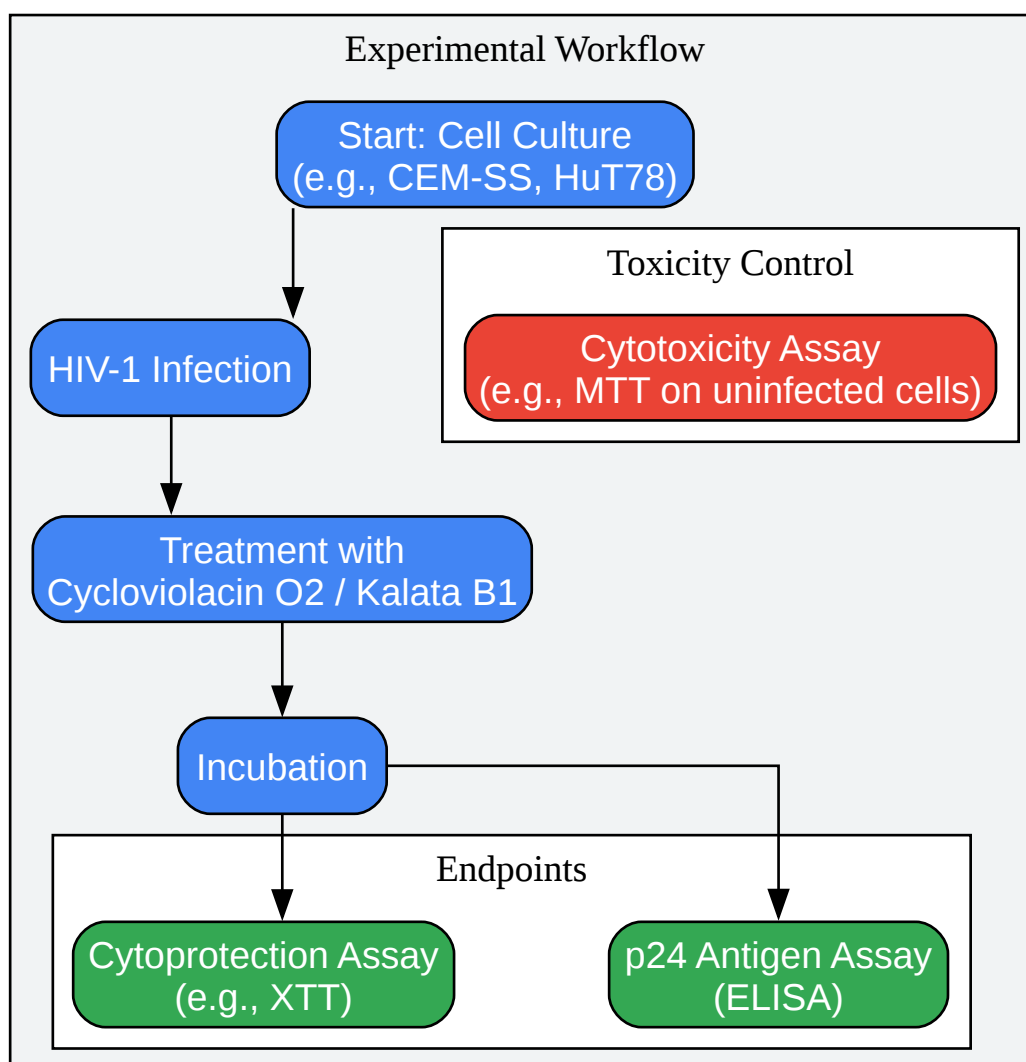 Experimental Workflow
Start: Cell Culture
(e.g., CEM-SS, HuT78)
Toxicity Control
Cytotoxicity Assay
(e.g., MTT on uninfected cells)
HIV-1 Infection
Treatment with
Cycloviolacin O2 / Kalata B1
Incubation
Endpoints
Cytoprotection Assay
(e.g., XTT)
p24 Antigen Assay
(ELISA)